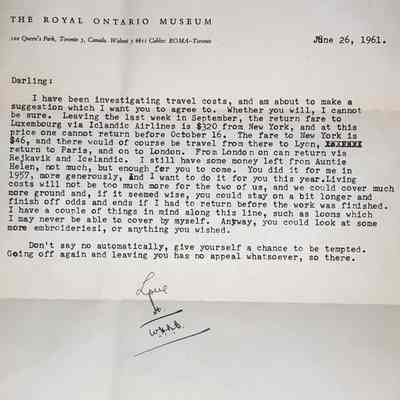 THE ROYAL ONTARIO MUSEUM
100 Queen's Park, Toronto 5, Canada. Walnut 3 6611 Cables: ROMA-Toronto
June 26, 1961.
Darling:
I have been investigating travel costs, and am about to make a
suggestion which I want you to agree to. Whether you will, I cannot
be sure. Leaving the last week in September, the return fare to
Luxembourg via Iclandic Airlines is $320 from New York, and at this
price one cannot return before October 16. The fare to New York is
$46, and there would of course be travel from there to Lyon,
return to Paris, and on to London. From London on can return via
Rejkavik and Icelandic. I still have some money left from Auntie
Helen, not much, but enough for you to come. You did it for me in
1957, more generously, and I want to do it for you this year.Living
costs will not be too much more for the two of us, and we could cover much
more ground and, if it seemed wise, you could stay on a bit longer and
finish off odds and ends if I had to return before the work was finished.
I have a couple of things in mind along this line, such as looms which
I may never be able to cover by myself. Anyway, you could look at some
more embroideriesl, or anything you wished.
Don't say no automatically, give yourself a chance to be tempted.
Going off again and leaving you has no appeal whatsoever, so there.
Love